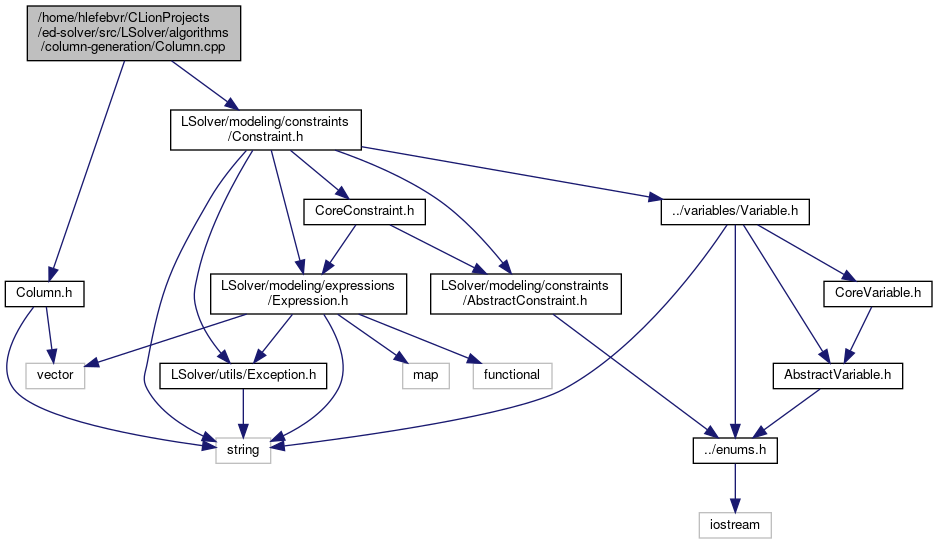 /home/hlefebvr/CLionProjects
/ed-solver/src/LSolver/algorithms
/column-generation/Column.cpp
LSolver/modeling/constraints
/Constraint.h
CoreConstraint.h
../variables/Variable.h
Column.h
LSolver/modeling/expressions
/Expression.h
LSolver/modeling/constraints
/AbstractConstraint.h
CoreVariable.h
vector
LSolver/utils/Exception.h
map
functional
AbstractVariable.h
string
../enums.h
iostream